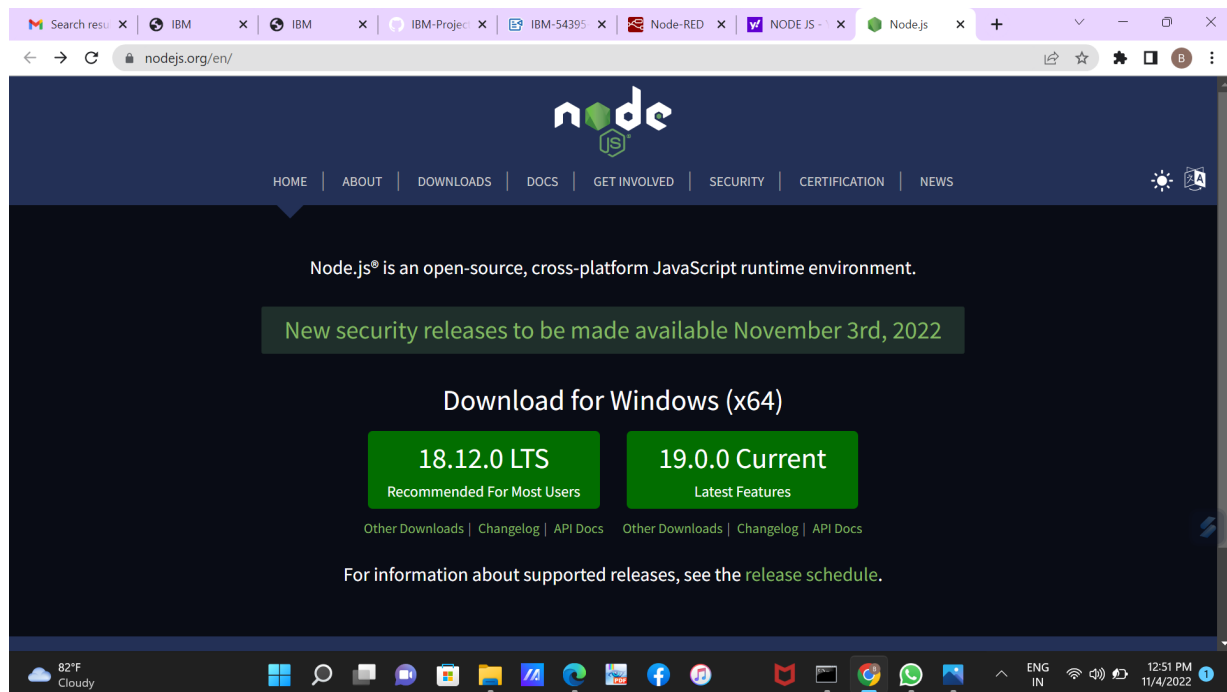 Search resu
IBM
IBM
IBM-Projec
IBM-54395
Node-RED
NODE JS - 
Node.js
nodejs.org/en/
B
node
JS
HOME | ABOUT | DOWNLOADS | DOCS | GET INVOLVED | SECURITY | CERTIFICATION | NEWS
Node.js® is an open-source, cross-platform JavaScript runtime environment.
New security releases to be made available November 3rd, 2022
Download for Windows (x64)
18.12.0 LTS
Recommended For Most Users
19.0.0 Current
Latest Features
Other Downloads | Changelog | API Docs
Other Downloads | Changelog | API Docs
For information about supported releases, see the release schedule.
82°F
Cloudy
ENG
IN
12:51 PM
11/4/2022
1